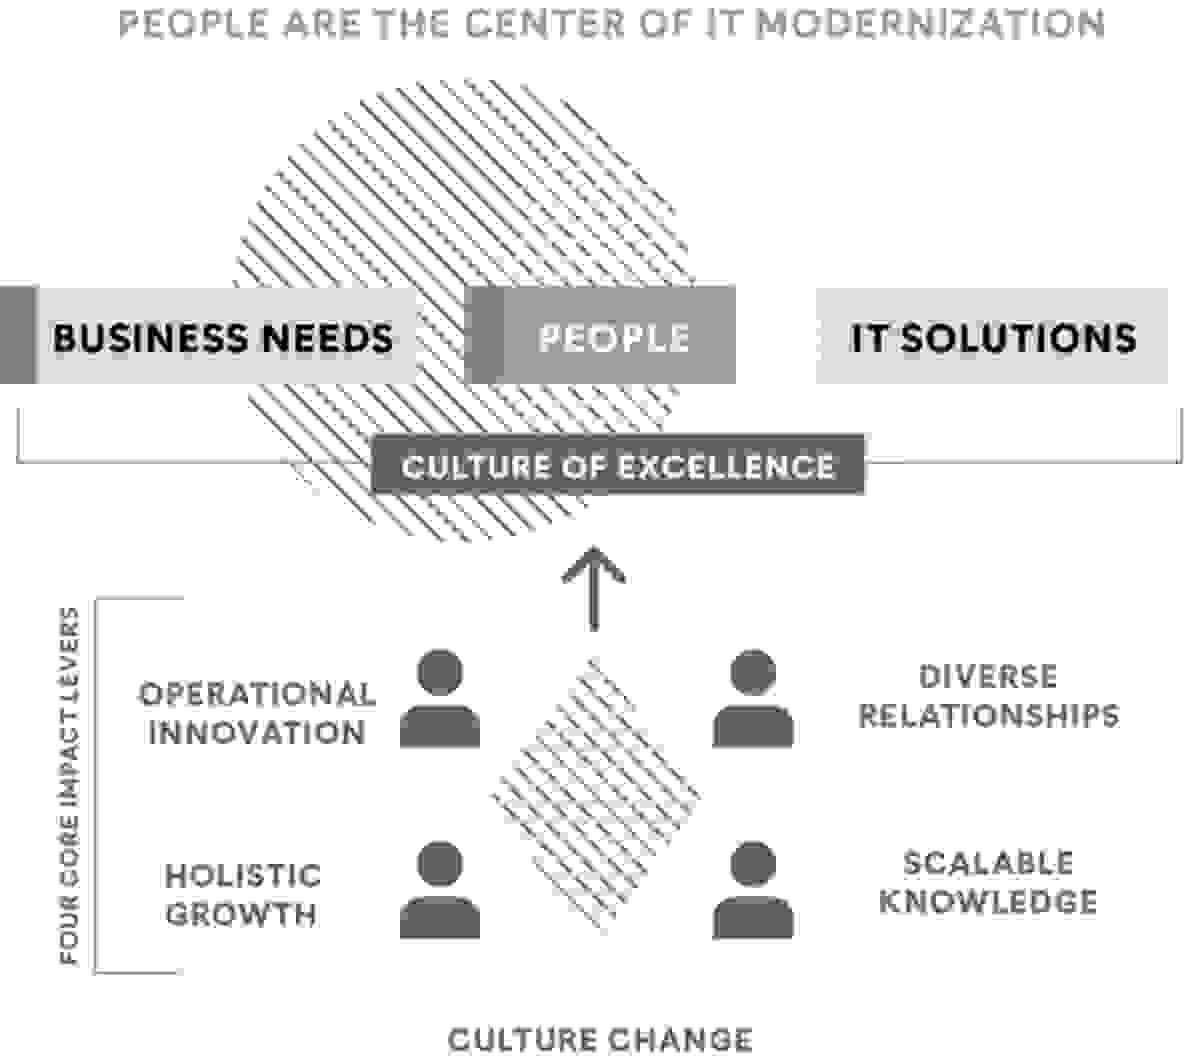 PEOPLE ARE THE CENTER OF IT MODERNIZATION
BUSINESS NEEDS
PEOPLE
IT SOLUTIONS
CULTURE OF EXCELLENCE
FOUR CORE IMPACT LEVERS
OPERATIONAL
INNOVATION
DIVERSE
RELATIONSHIPS
HOLISTIC
GROWTH
SCALABLE
KNOWLEDGE
CULTURE CHANGE